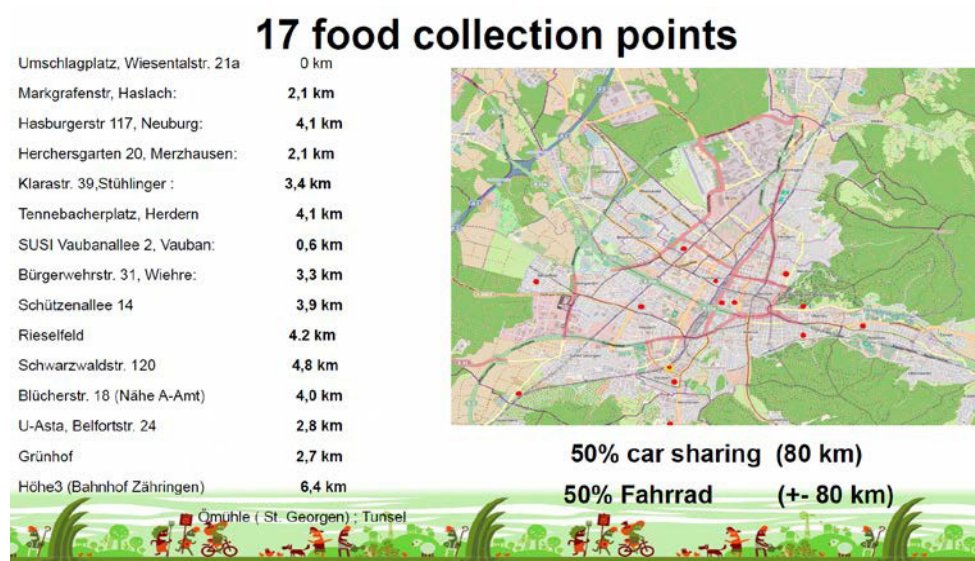 17 food collection points
Umschlagplatz, Wiesentalstr. 21a 0 km
Markgrafenstr, Haslach: 2,1 km
Hasburgerstr 117, Neuburg: 4,1 km
Herchersgarten 20, Merzhausen: 2,1 km
Klarastr. 39,Stühlinger : 3,4 km
Tennebacherplatz, Herdern 4,1 km
SUSI Vaubanallee 2, Vauban: 0,6 km
Bürgerwehrstr. 31, Wiehre: 3,3 km
Schützenallee 14 3,9 km
Rieselfeld 4.2 km
Schwarzwaldstr. 120 4,8 km
Blücherstr. 18 (Nähe A-Amt) 4,0 km
U-Asta, Belfortstr. 24 2,8 km
Grünhof 2,7 km
Höhe3 (Bahnhof Zähringen) 6,4 km
Ömühle ( St. Georgen) ; Tunsel
50% car sharing (80 km)
50% Fahrrad (+- 80 km)